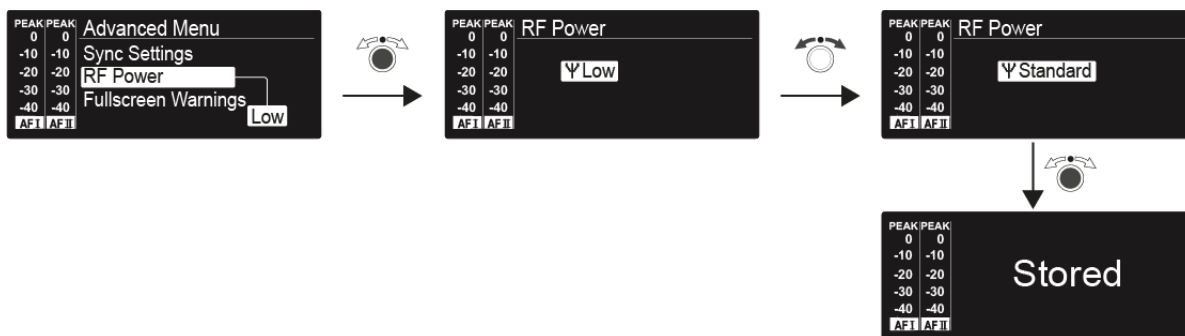 PEAK PEAK
0 0
-10 -10
-20 -20
-30 -30
-40 -40
AF I AF II
Advanced Menu
Sync Settings
RF Power
Fullscreen Warnings
Low
PEAK PEAK
0 0
-10 -10
-20 -20
-30 -30
-40 -40
AF I AF II
RF Power
Low
PEAK PEAK
0 0
-10 -10
-20 -20
-30 -30
-40 -40
AF I AF II
RF Power
Standard
PEAK PEAK
0 0
-10 -10
-20 -20
-30 -30
-40 -40
AF I AF II
Stored